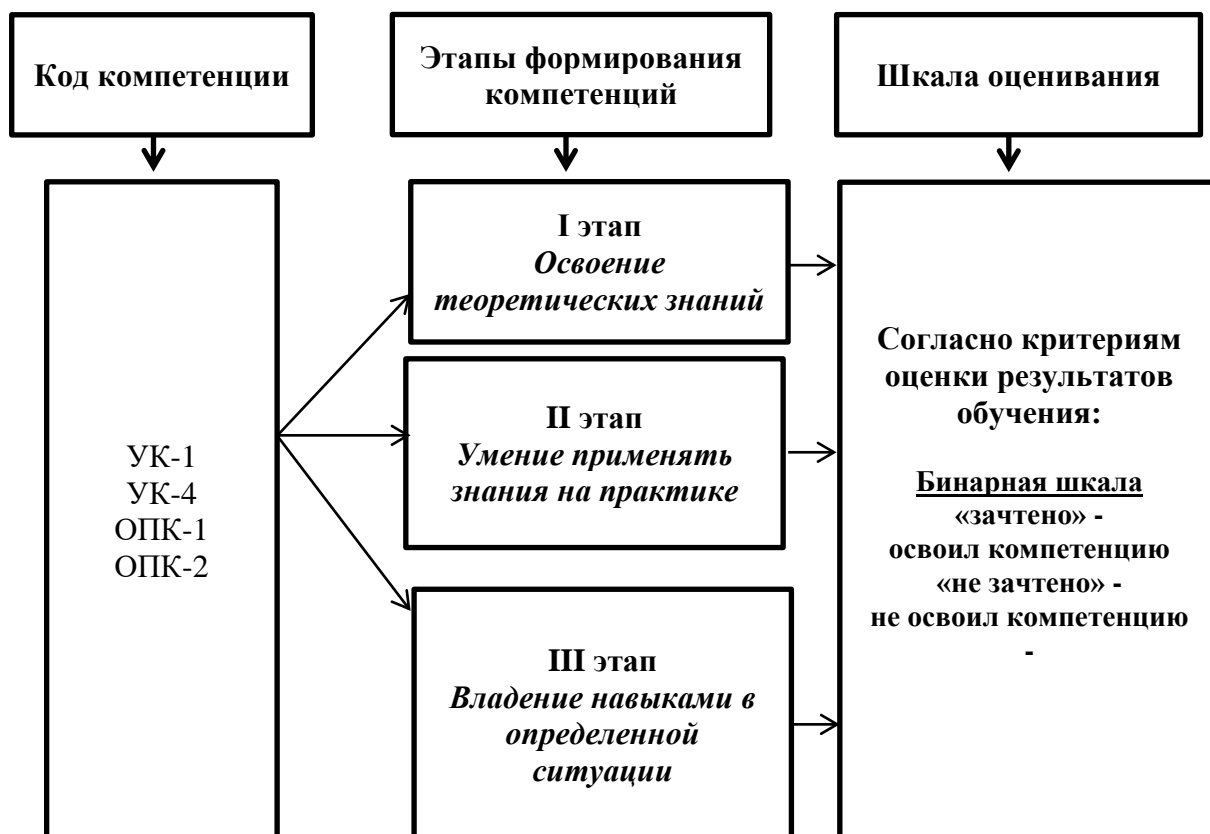 Код компетенции
Этапы формирования
компетенций
Шкала оценивания
УК-1
УК-4
ОПК-1
ОПК-2
I этап
Освоение
теоретических знаний
II этап
Умение применять
знания на практике
III этап
Владение навыками в
определенной
ситуации
Согласно критериям
оценки результатов
обучения:
Бинарная шкала
«зачтено» -
освоил компетенцию
«не зачтено» -
не освоил компетенцию
-